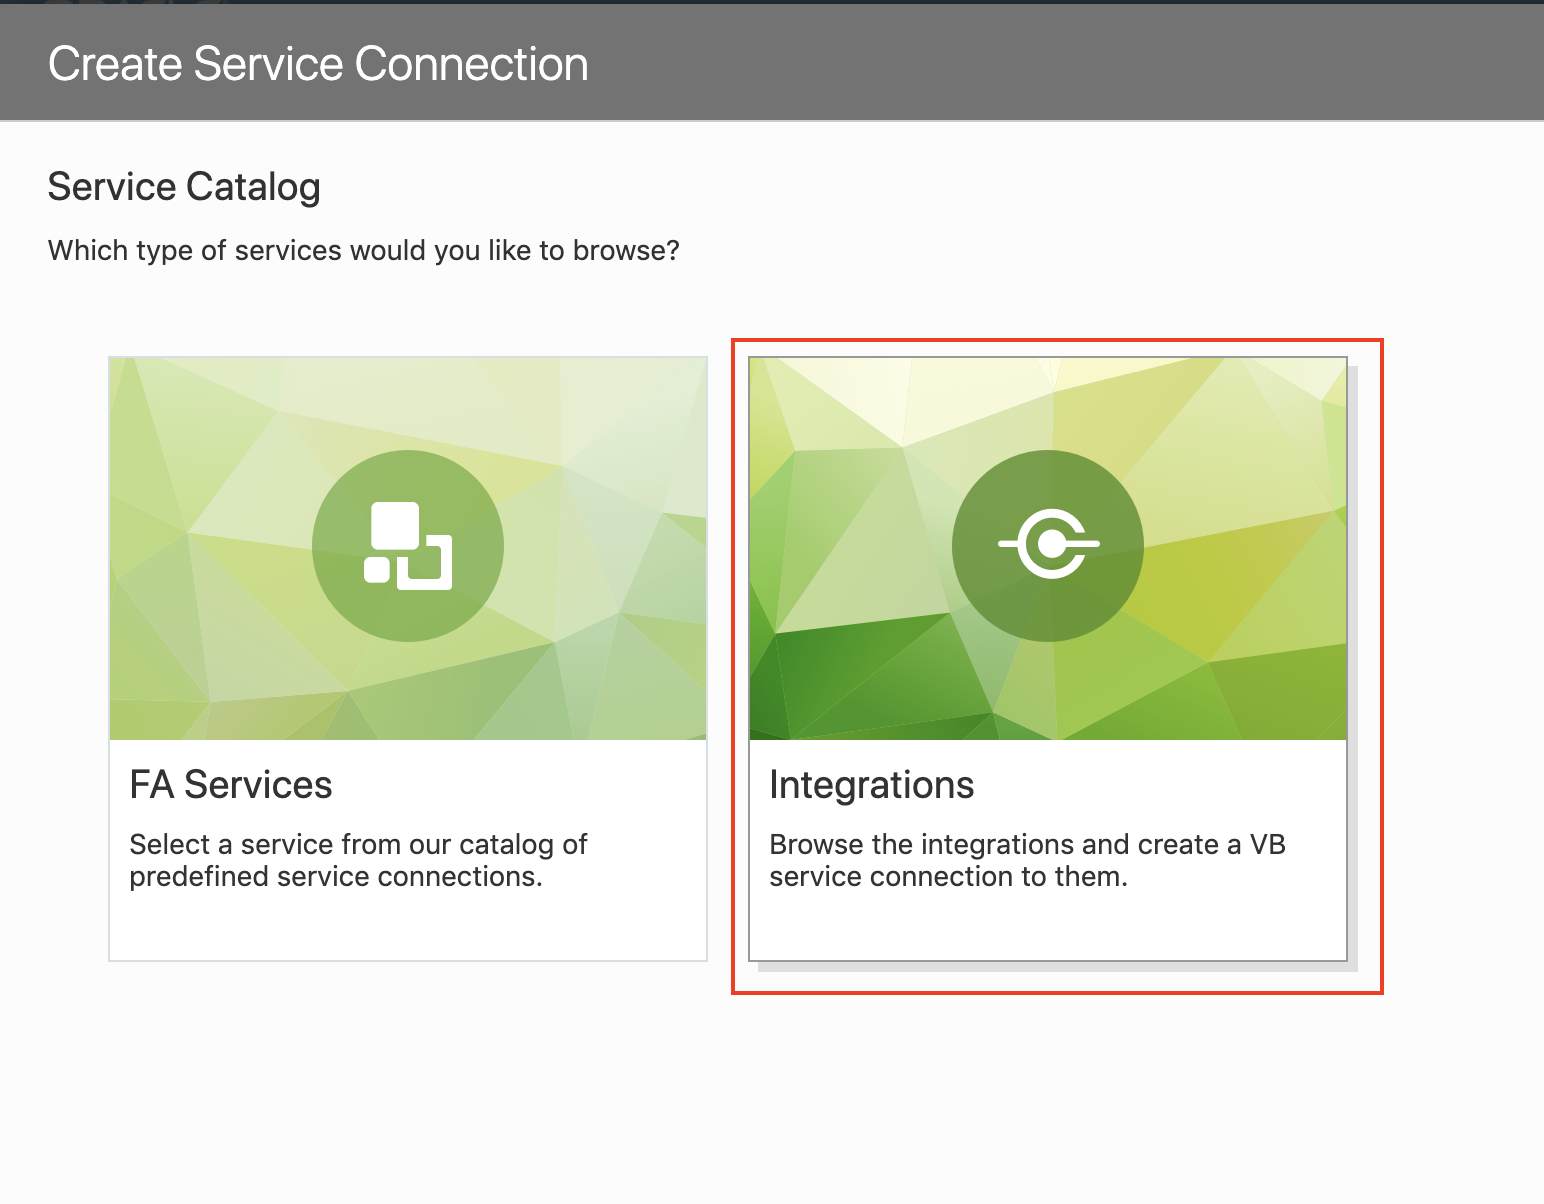 Create Service Connection
Service Catalog
Which type of services would you like to browse?
FA Services
Select a service from our catalog of
predefined service connections.
Integrations
Browse the integrations and create a VB
service connection to them.